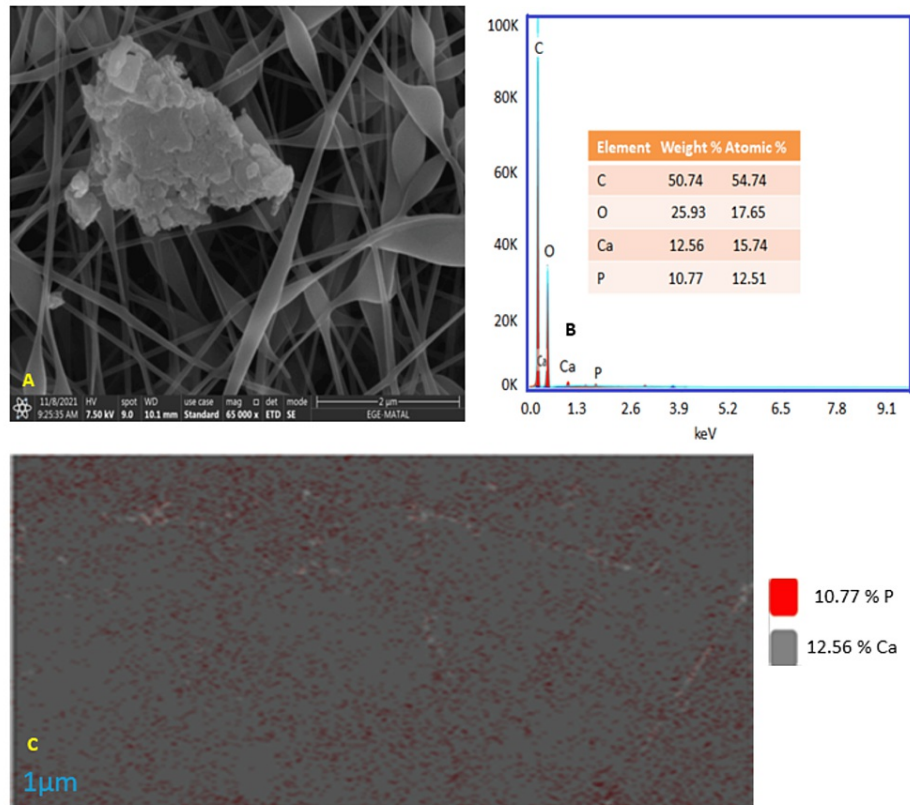 A
11/8/2021 HV spot WD use case mag □ det mode
9:25:35 AM 7.50 kV 9.0 10.1 mm Standard 65 000 x ETD SE
2 µm
EGE-MATAL
100K
80K
60K
40K
20K
0K
C
O
Ca
B
Ca
P
Element Weight % Atomic %
C 50.74 54.74
O 25.93 17.65
Ca 12.56 15.74
P 10.77 12.51
0.0 1.3 2.6 3.9 5.2 6.5 7.8 9.1
keV
C
1µm
10.77 % P
12.56 % Ca